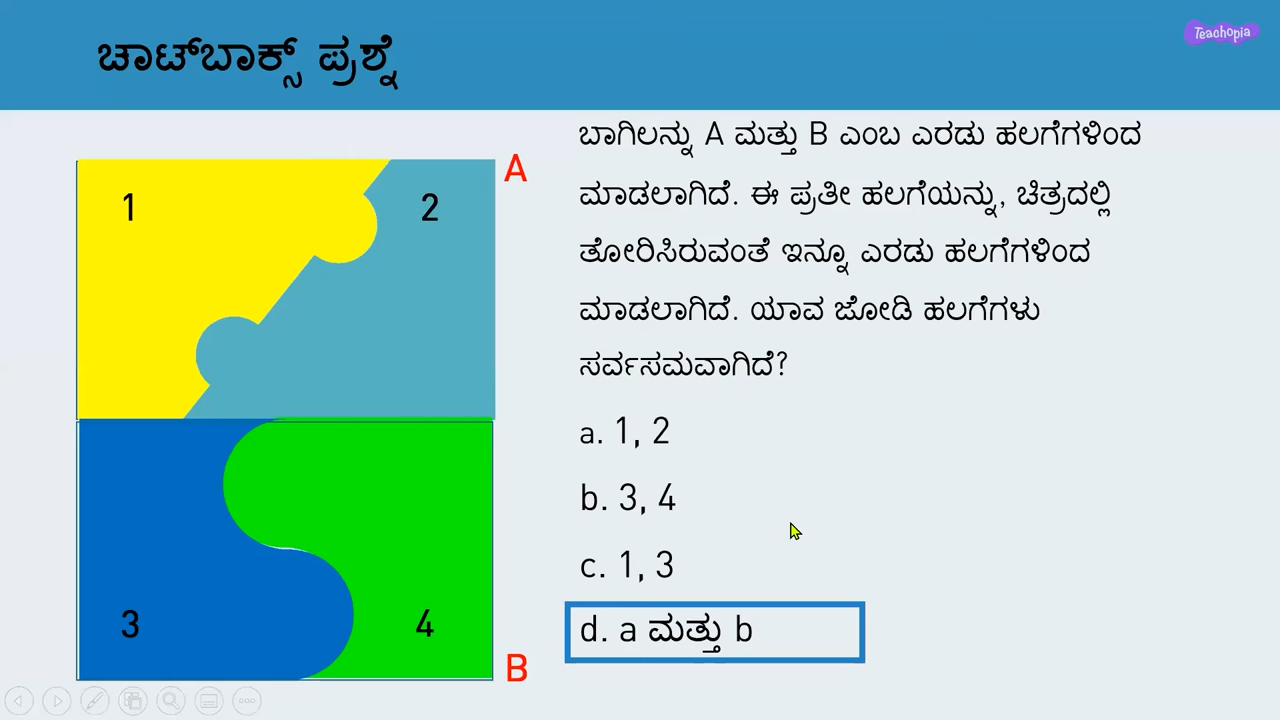 ಚಾಟ್‌ಬಾಕ್ಸ್ ಪ್ರಶ್ನೆ
Teachopia
1
2
A
3
4
B
ಬಾಗಿಲನ್ನು A ಮತ್ತು B ಎಂಬ ಎರಡು ಹಲಗೆಗಳಿಂದ
ಮಾಡಲಾಗಿದೆ. ಈ ಪ್ರತೀ ಹಲಗೆಯನ್ನು, ಚಿತ್ರದಲ್ಲಿ
ತೋರಿಸಿರುವಂತೆ ಇನ್ನೂ ಎರಡು ಹಲಗೆಗಳಿಂದ
ಮಾಡಲಾಗಿದೆ. ಯಾವ ಜೋಡಿ ಹಲಗೆಗಳು
ಸರ್ವಸಮವಾಗಿದೆ?
a. 1, 2
b. 3, 4
c. 1, 3
d. a ಮತ್ತು b